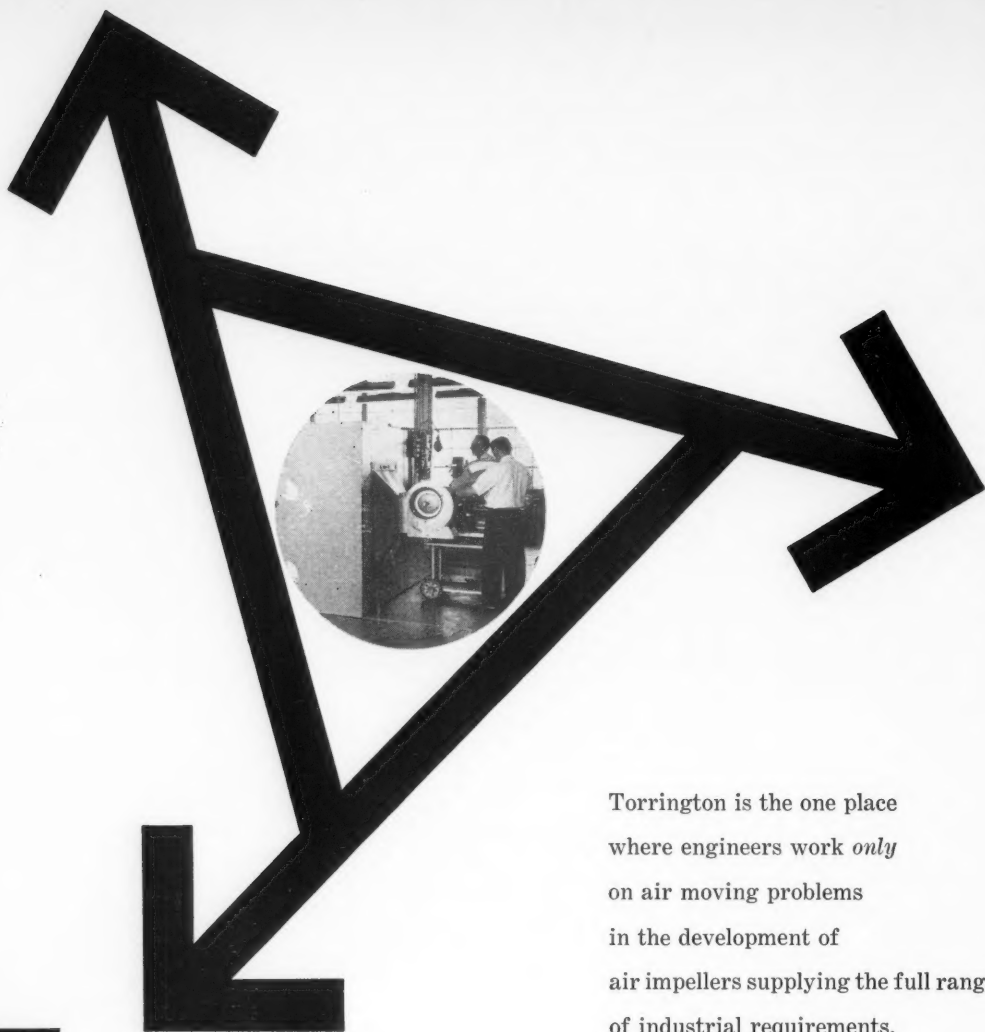 Torrington is the one place
where engineers work only
on air moving problems
in the development of
air impellers supplying the full rang
of industrial requirements.